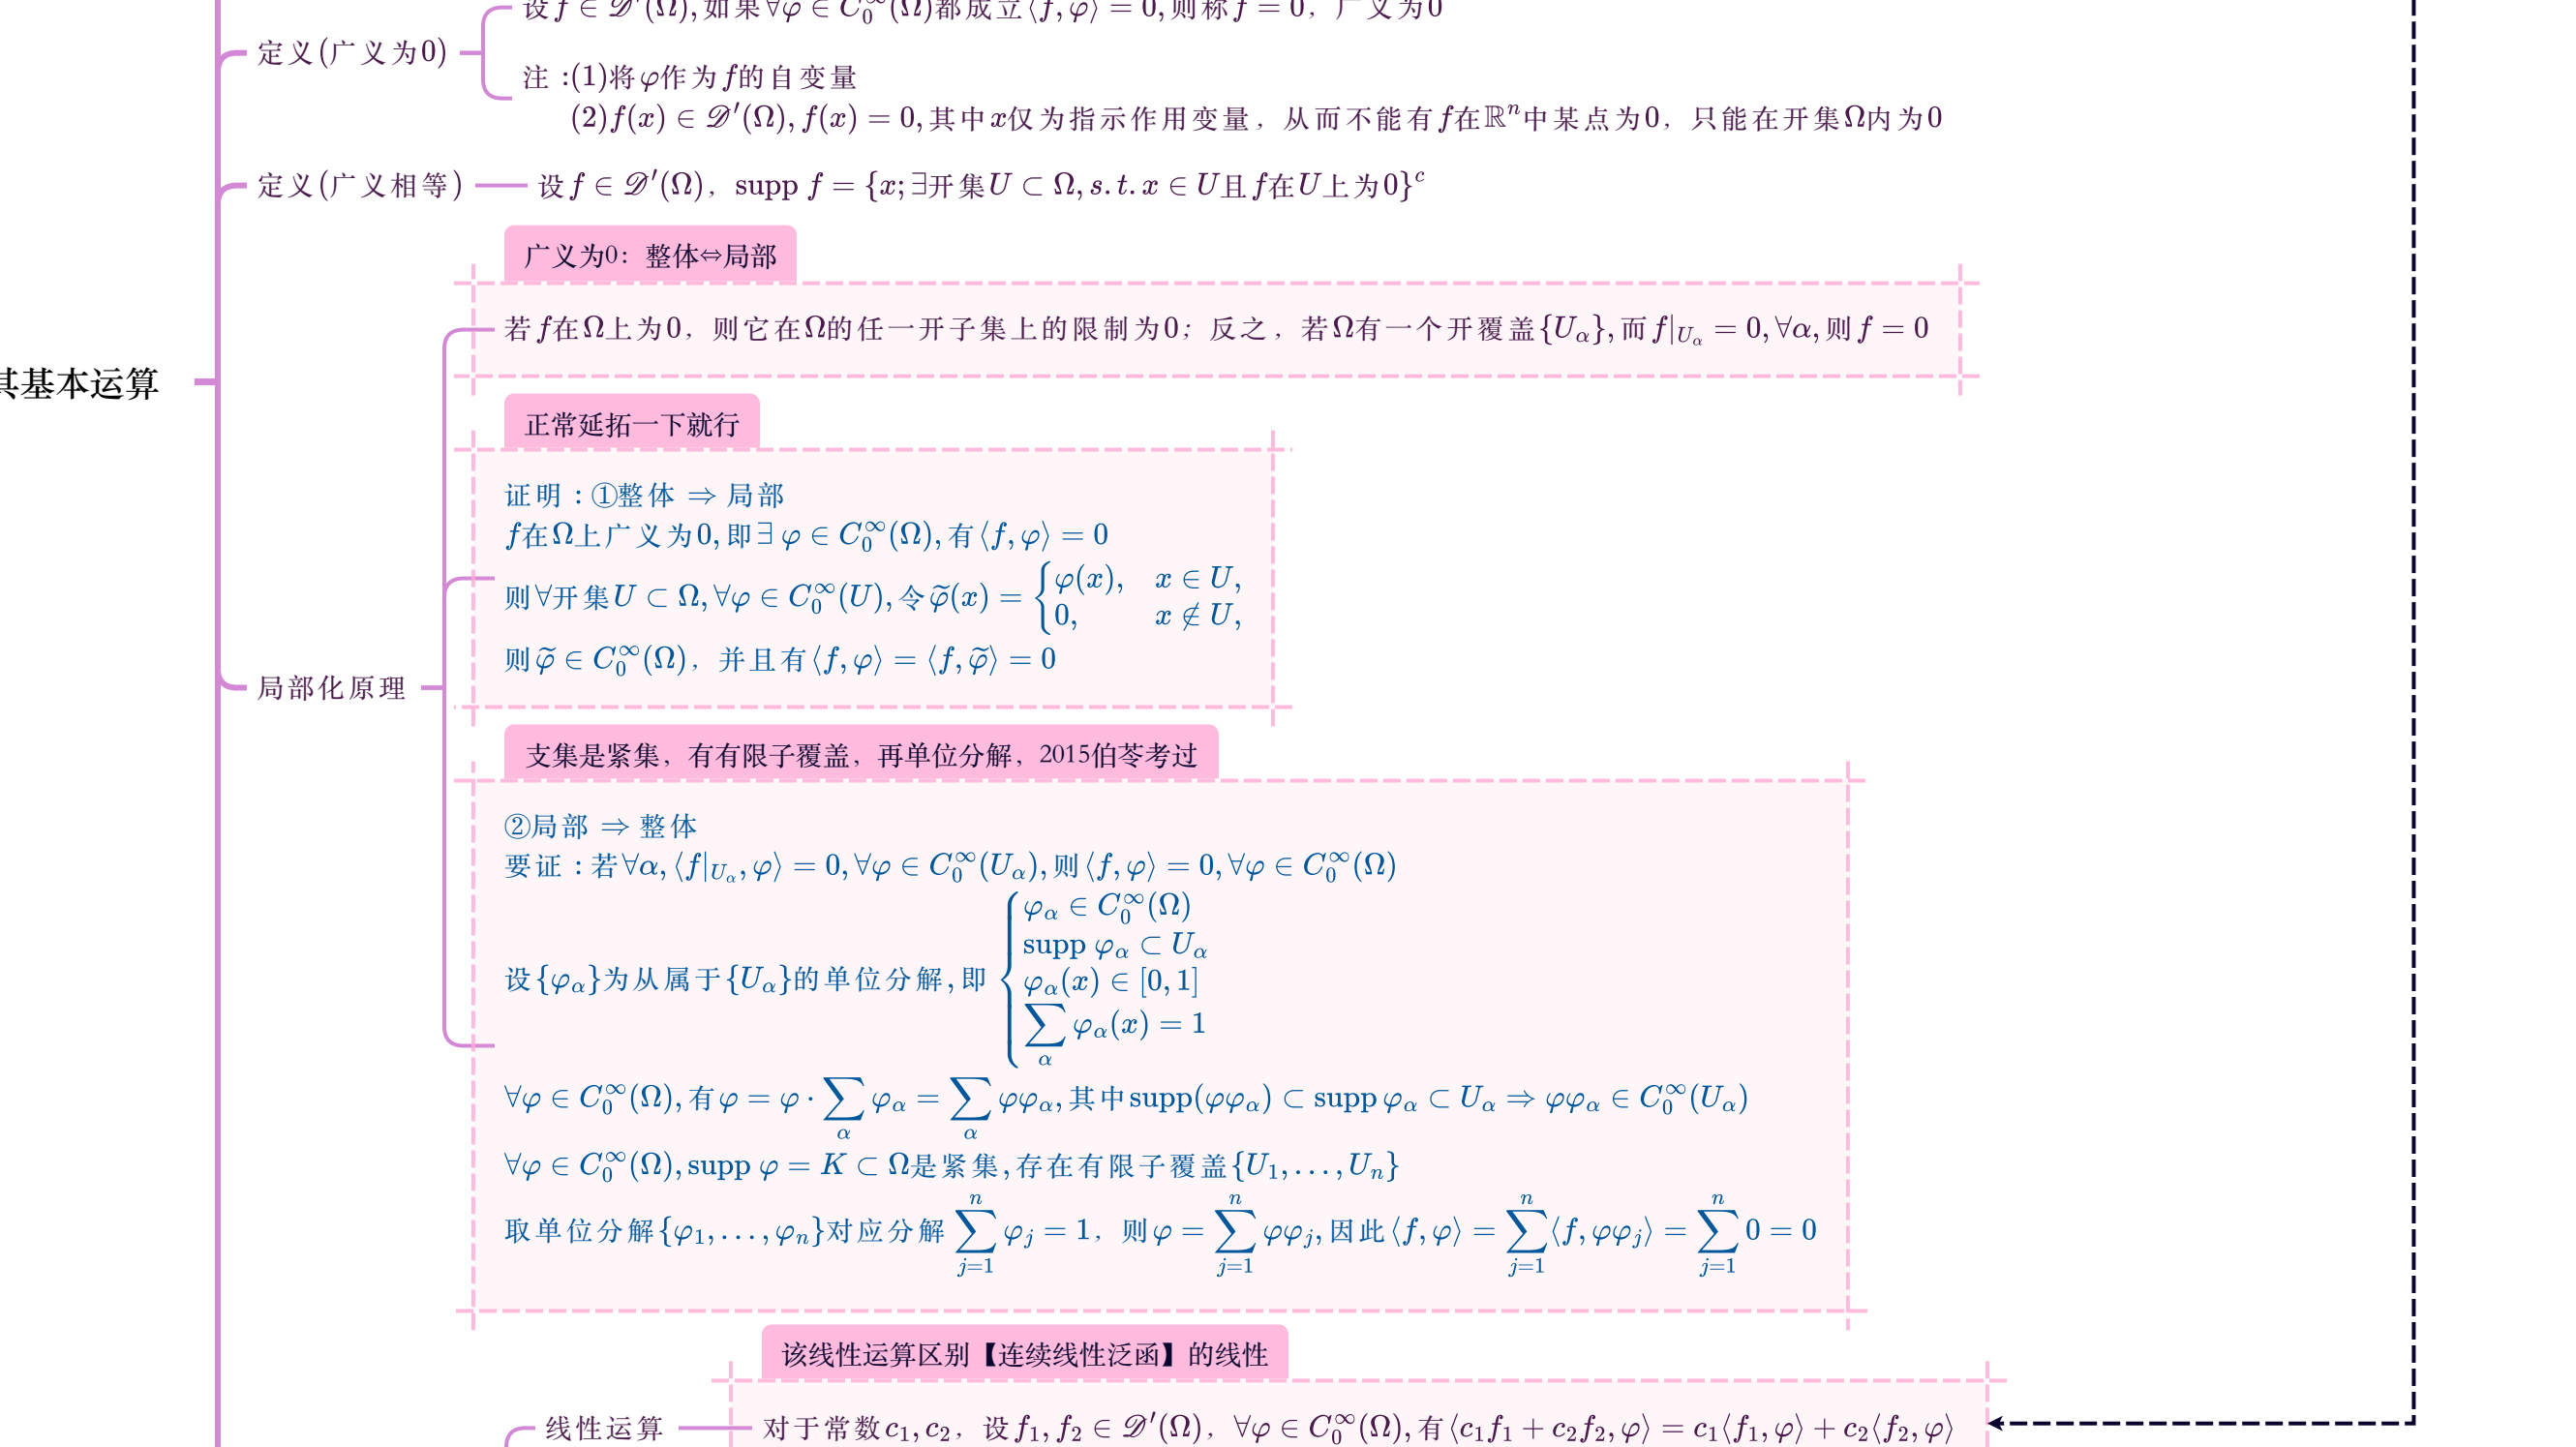 设f ∈ 𝒟′(Ω),如果∀φ ∈ C₀^∞(Ω)都成立⟨f,φ⟩ = 0,则称f = 0，广义为0
定义(广义为0)
注:(1)将φ作为f的自变量
(2)f(x) ∈ 𝒟′(Ω), f(x) = 0,其中x仅为指示作用变量，从而不能有f在ℝⁿ中某点为0，只能在开集Ω内为0
定义(广义相等)
设f ∈ 𝒟′(Ω)，supp f = {x;∃开集U ⊂ Ω, s.t. x ∈ U且f在U上为0}^c
广义为0：整体⇔局部
若f在Ω上为0，则它在Ω的任一开子集上的限制为0；反之，若Ω有一个开覆盖{U_α},而f|_{U_α} = 0,∀α,则f = 0
其基本运算
正常延拓一下就行
证明:①整体 ⇒ 局部
f在Ω上广义为0,即∃ φ ∈ C₀^∞(Ω),有⟨f,φ⟩ = 0
则∀开集U ⊂ Ω,∀φ ∈ C₀^∞(U),令φ̃(x) = { φ(x), x ∈ U,
0, x ∉ U,
则φ̃ ∈ C₀^∞(Ω)，并且有⟨f,φ⟩ = ⟨f,φ̃⟩ = 0
局部化原理
支集是紧集，有有限子覆盖，再单位分解，2015伯苓考过
②局部 ⇒ 整体
要证:若∀α,⟨f|_{U_α},φ⟩ = 0,∀φ ∈ C₀^∞(U_α),则⟨f,φ⟩ = 0,∀φ ∈ C₀^∞(Ω)
设{φ_α}为从属于{U_α}的单位分解,即 { φ_α ∈ C₀^∞(Ω)
supp φ_α ⊂ U_α
φ_α(x) ∈ [0,1]
∑_α φ_α(x) = 1
∀φ ∈ C₀^∞(Ω),有φ = φ · ∑_α φ_α = ∑_α φφ_α,其中supp(φφ_α) ⊂ supp φ_α ⊂ U_α ⇒ φφ_α ∈ C₀^∞(U_α)
∀φ ∈ C₀^∞(Ω),supp φ = K ⊂ Ω是紧集,存在有限子覆盖{U₁,...,U_n}
取单位分解{φ₁,...,φ_n}对应分解 ∑_{j=1}^{n} φ_j = 1，则φ = ∑_{j=1}^{n} φφ_j,因此⟨f,φ⟩ = ∑_{j=1}^{n}⟨f,φφ_j⟩ = ∑_{j=1}^{n} 0 = 0
该线性运算区别【连续线性泛函】的线性
线性运算
对于常数c₁,c₂，设f₁,f₂ ∈ 𝒟′(Ω)，∀φ ∈ C₀^∞(Ω),有⟨c₁f₁ + c₂f₂,φ⟩ = c₁⟨f₁,φ⟩ + c₂⟨f₂,φ⟩